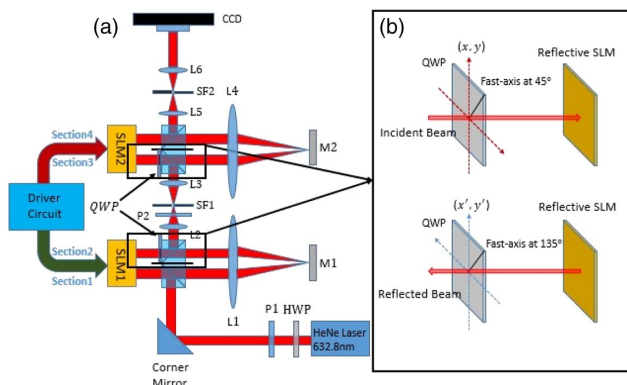 (a)
CCD
L6
SF2
L4
L5
Section4
Section3
SLM2
M2
L3
QWP
SF1
P2
Driver
Circuit
L2
Section2
Section1
SLM1
M1
L1
P1 HWP
HeNe Laser
632.8nm
Corner
Mirror
(b)
(x, y)
Reflective SLM
QWP
Fast-axis at 45°
Incident Beam
(x', y')
Reflective SLM
QWP
Fast-axis at 135°
Reflected Beam